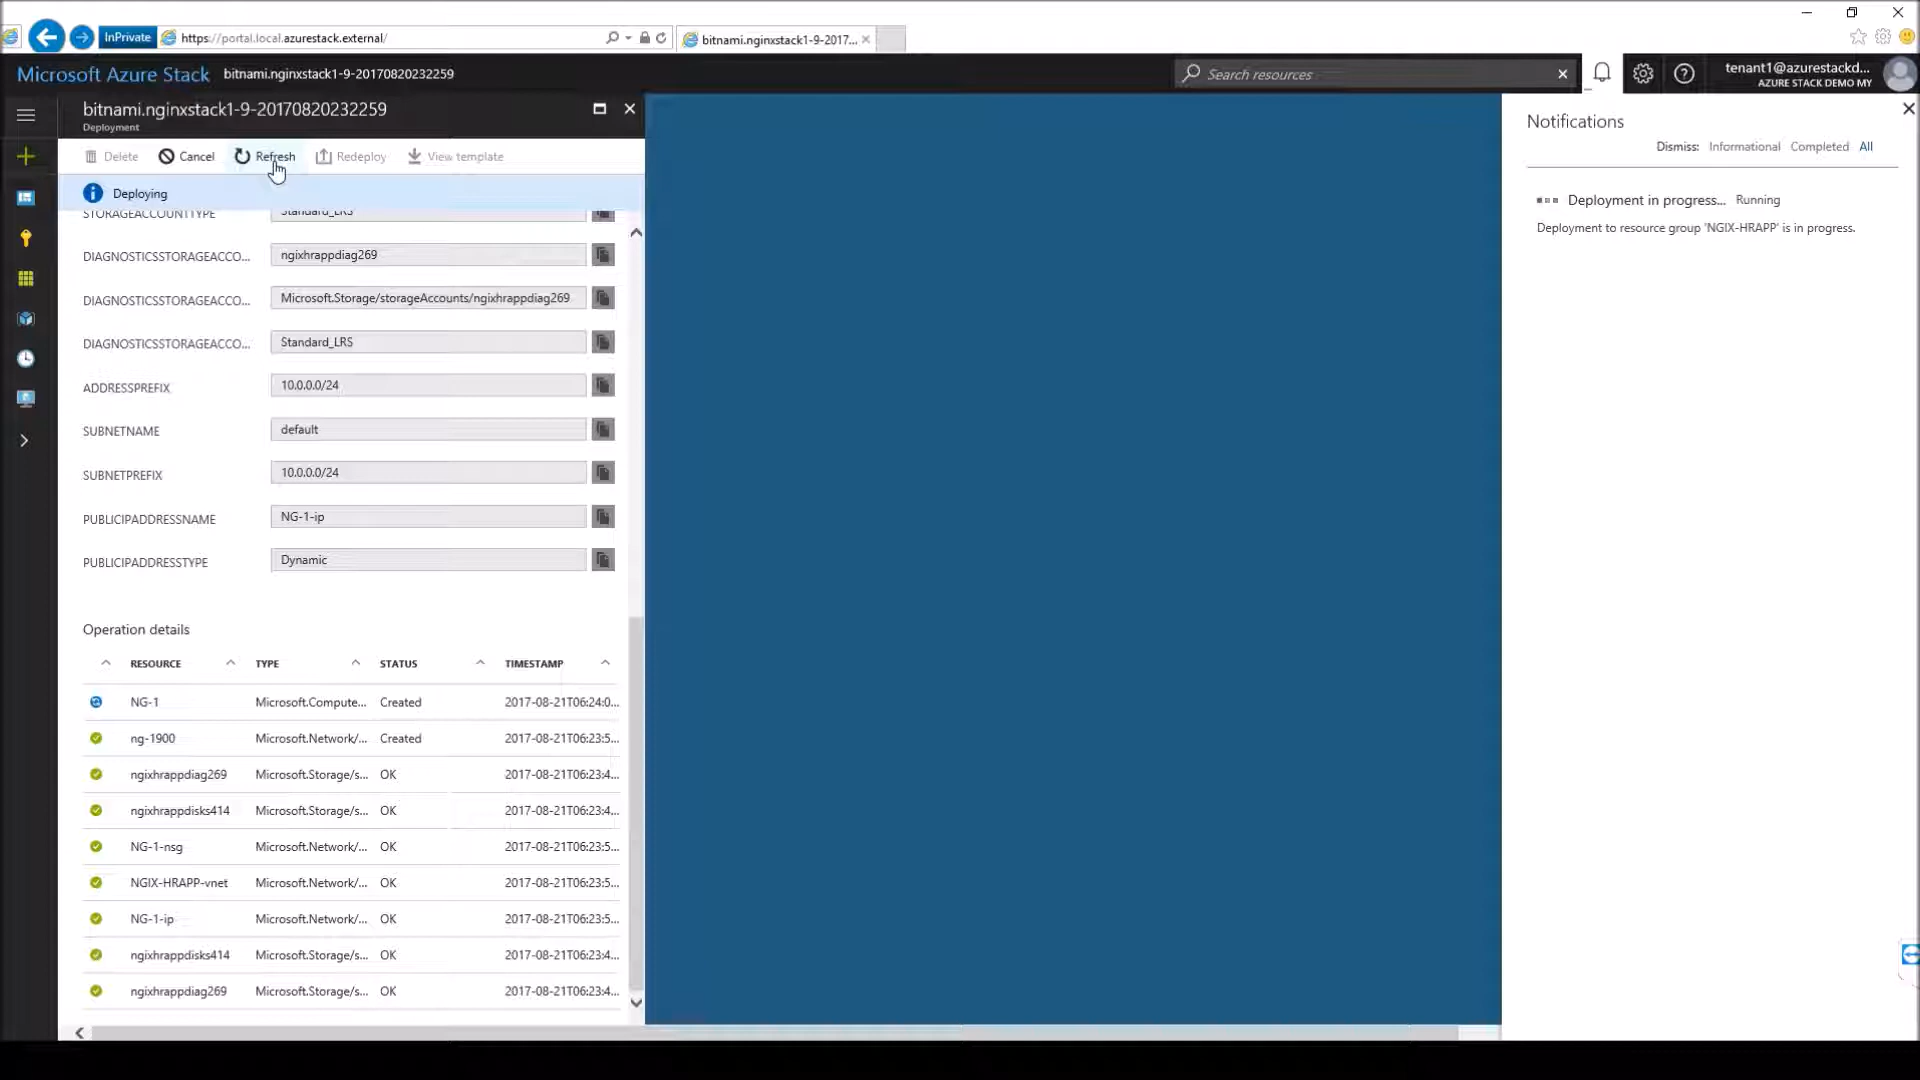 InPrivate
https://portal.local.azurestack.external/
bitnami.nginxstack1-9-2017...
Microsoft Azure Stack
bitnami.nginxstack1-9-20170820232259
Search resources
tenant1@azurestackd...
AZURE STACK DEMO MY
bitnami.nginxstack1-9-20170820232259
Deployment
Delete
Cancel
Refresh
Redeploy
View template
Deploying
STORAGEACCOUNTTYPE
Standard_LRS
DIAGNOSTICSSTORAGEACCO...
ngixhrappdiag269
DIAGNOSTICSSTORAGEACCO...
Microsoft.Storage/storageAccounts/ngixhrappdiag269
DIAGNOSTICSSTORAGEACCO...
Standard_LRS
ADDRESSPREFIX
10.0.0.0/24
SUBNETNAME
default
SUBNETPREFIX
10.0.0.0/24
PUBLICIPADDRESSNAME
NG-1-ip
PUBLICIPADDRESSTYPE
Dynamic
Operation details
RESOURCE TYPE STATUS TIMESTAMP
NG-1 Microsoft.Compute... Created 2017-08-21T06:24:0...
ng-1900 Microsoft.Network/... Created 2017-08-21T06:23:5...
ngixhrappdiag269 Microsoft.Storage/s... OK 2017-08-21T06:23:4...
ngixhrappdisks414 Microsoft.Storage/s... OK 2017-08-21T06:23:4...
NG-1-nsg Microsoft.Network/... OK 2017-08-21T06:23:5...
NGIX-HRAPP-vnet Microsoft.Network/... OK 2017-08-21T06:23:5...
NG-1-ip Microsoft.Network/... OK 2017-08-21T06:23:5...
ngixhrappdisks414 Microsoft.Storage/s... OK 2017-08-21T06:23:4...
ngixhrappdiag269 Microsoft.Storage/s... OK 2017-08-21T06:23:4...
Notifications
Dismiss: Informational Completed All
Deployment in progress... Running
Deployment to resource group 'NGIX-HRAPP' is in progress.